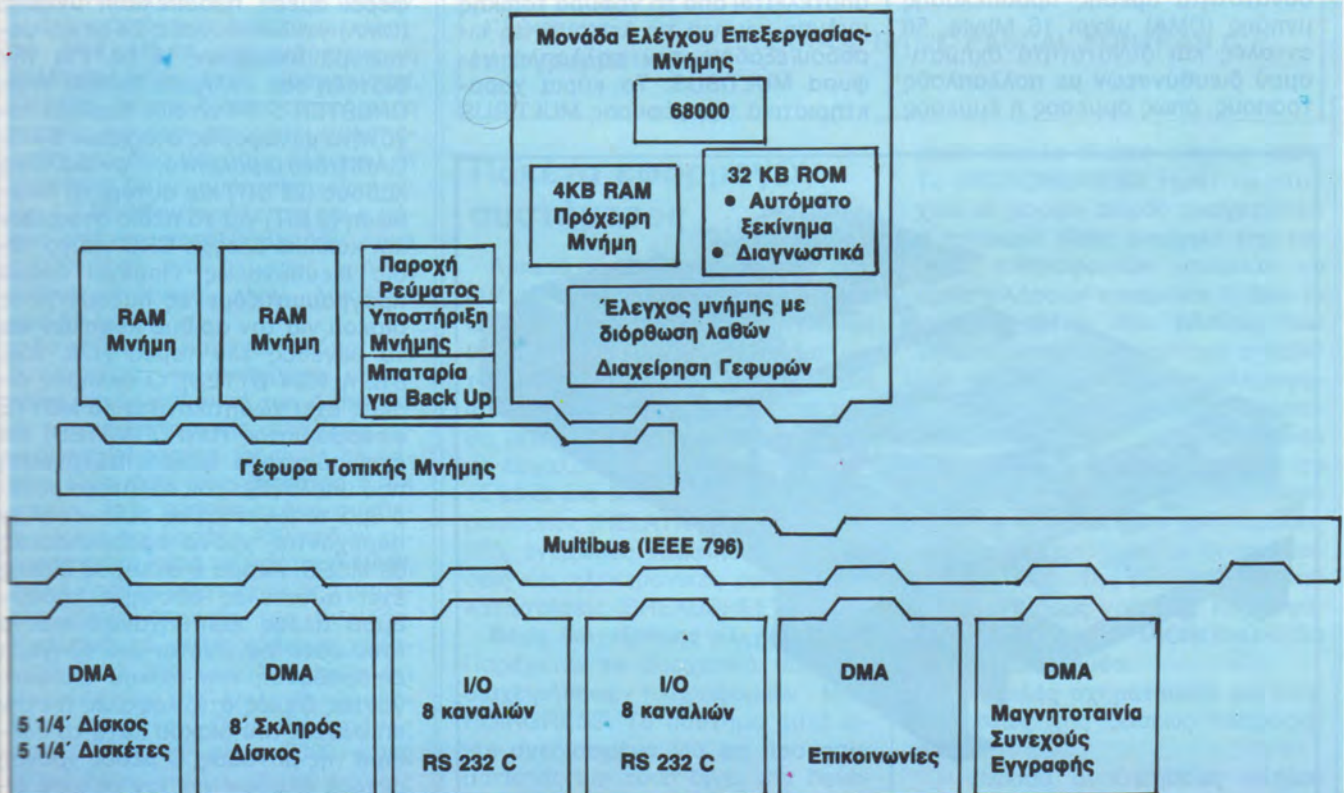 Μονάδα Ελέγχου Επεξεργασίας-
Μνήμης
68000
4KB RAM
Πρόχειρη
Μνήμη
32 KB ROM
● Αυτόματο
ξεκίνημα
● Διαγνωστικά
Έλεγχος μνήμης με
διόρθωση λαθών
Διαχείρηση Γεφυρών
RAM
Μνήμη
RAM
Μνήμη
Παροχή
Ρεύματος
Υποστήριξη
Μνήμης
Μπαταρία
για Back Up
Γέφυρα Τοπικής Μνήμης
Multibus (IEEE 796)
DMA
5 1/4′ Δίσκος
5 1/4′ Δισκέτες
DMA
8′ Σκληρός
Δίσκος
I/O
8 καναλιών
RS 232 C
I/O
8 καναλιών
RS 232 C
DMA
Επικοινωνίες
DMA
Μαγνητοταινία
Συνεχούς
Εγγραφής